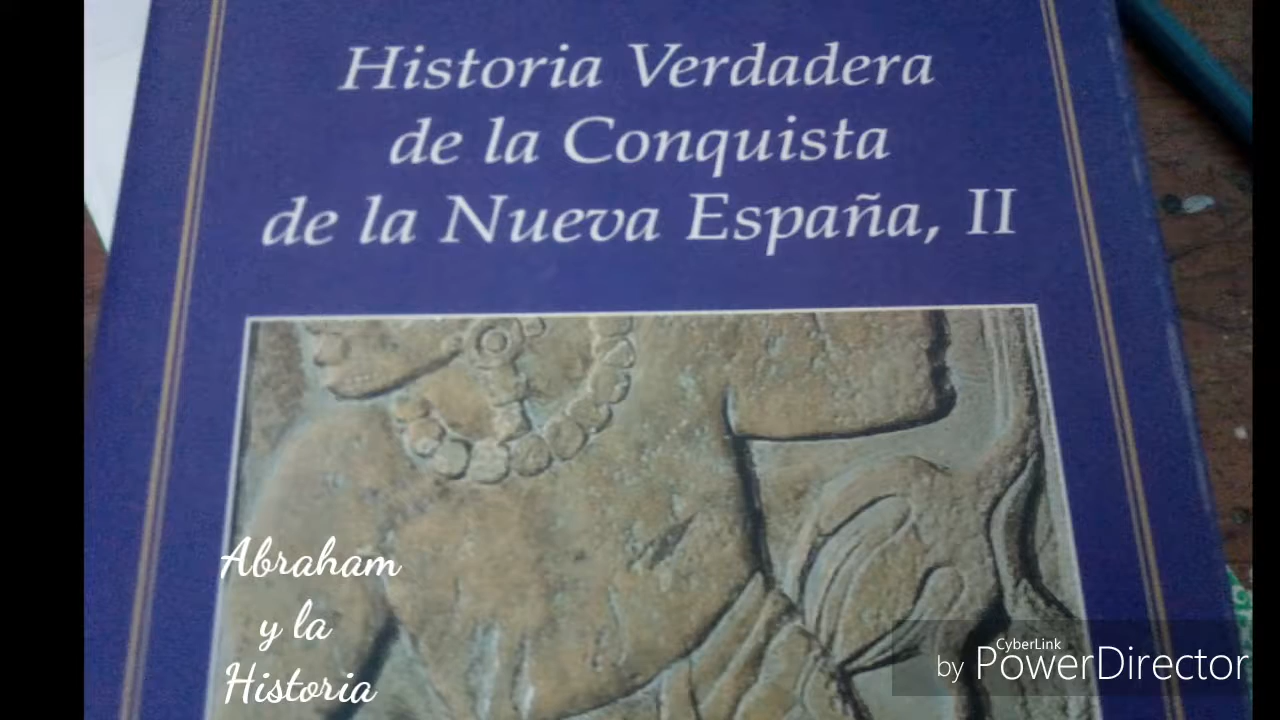 Historia Verdadera
de la Conquista
de la Nueva España, II
Abraham
y la
Historia
CyberLink
by PowerDirector